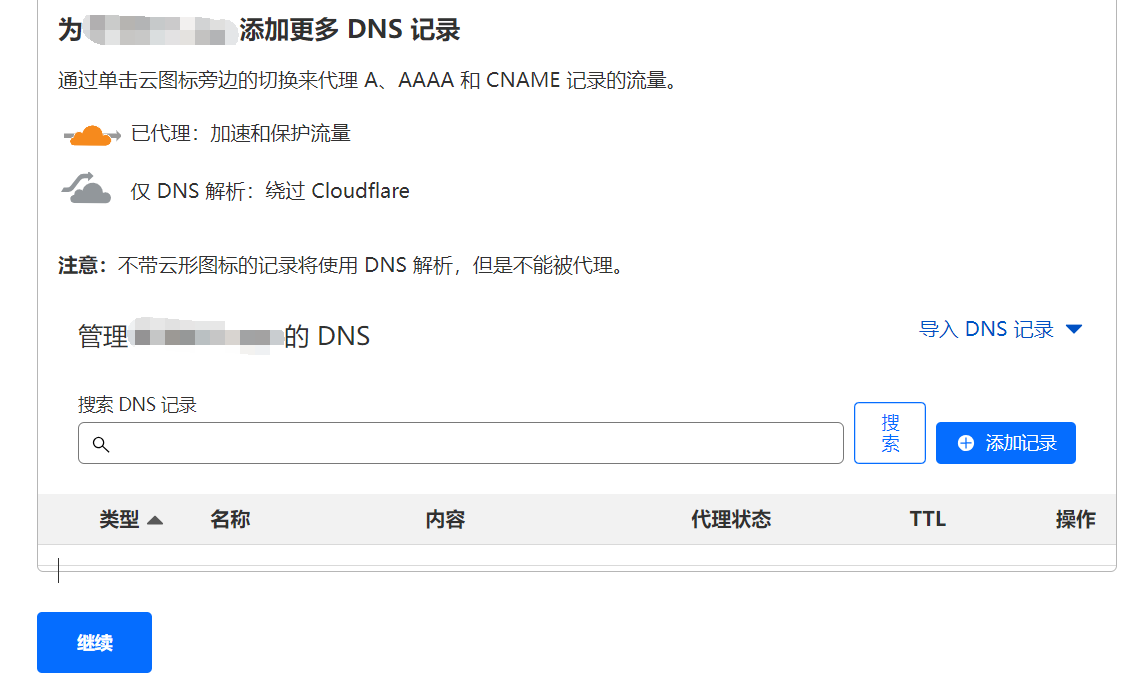 为 添加更多 DNS 记录
通过单击云图标旁边的切换来代理 A、AAAA 和 CNAME 记录的流量。
已代理：加速和保护流量
仅 DNS 解析：绕过 Cloudflare
注意：不带云形图标的记录将使用 DNS 解析，但是不能被代理。
管理 的 DNS
导入 DNS 记录
搜索 DNS 记录
搜
索
添加记录
类型 名称 内容 代理状态 TTL 操作
继续